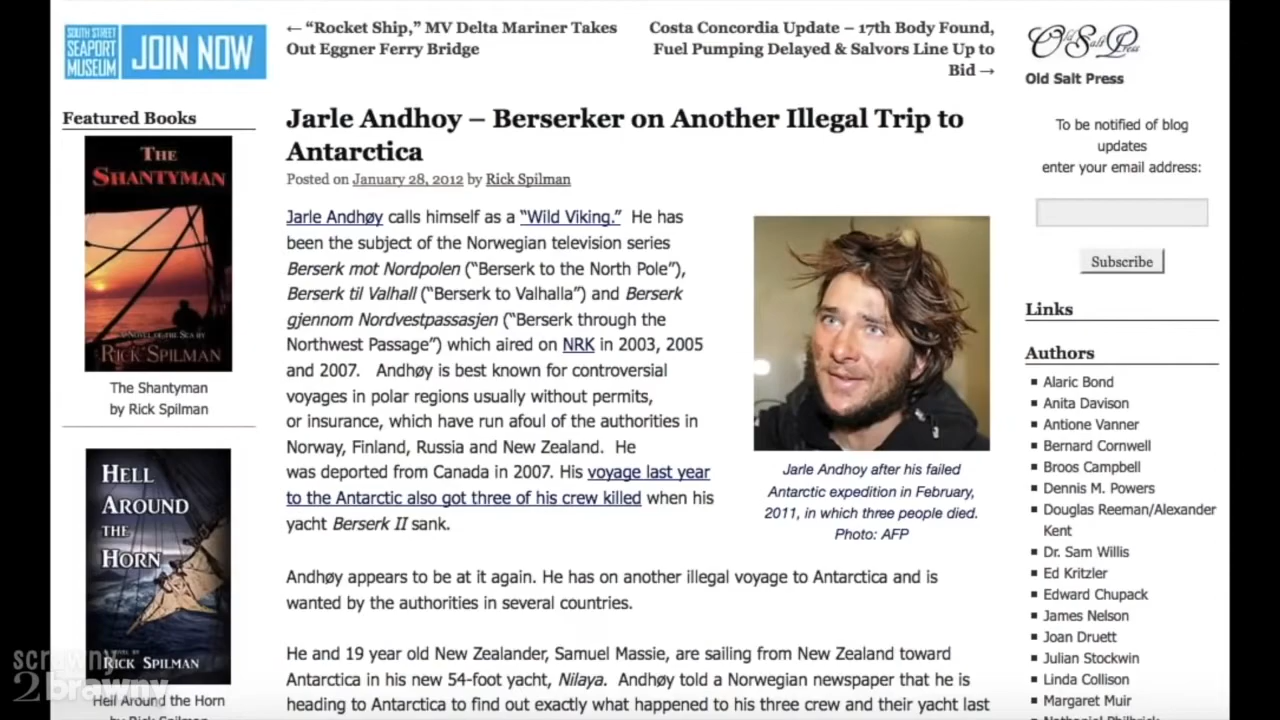 SOUTH STREET
SEAPORT
MUSEUM
JOIN NOW
← “Rocket Ship,” MV Delta Mariner Takes
Out Eggner Ferry Bridge
Costa Concordia Update – 17th Body Found,
Fuel Pumping Delayed & Salvors Line Up to
Bid →
Old Salt Press
Old Salt Press
Featured Books
THE
SHANTYMAN
A NOVEL OF THE SEA BY
RICK SPILMAN
The Shantyman
by Rick Spilman
HELL
AROUND
THE
HORN
A NOVEL BY
RICK SPILMAN
Hell Around the Horn
by Rick Spilman
Jarle Andhoy – Berserker on Another Illegal Trip to
Antarctica
Posted on January 28, 2012 by Rick Spilman
Jarle Andhøy calls himself as a “Wild Viking.” He has
been the subject of the Norwegian television series
Berserk mot Nordpolen (“Berserk to the North Pole”),
Berserk til Valhall (“Berserk to Valhalla”) and Berserk
gjennom Nordvestpassasjen (“Berserk through the
Northwest Passage”) which aired on NRK in 2003, 2005
and 2007. Andhøy is best known for controversial
voyages in polar regions usually without permits,
or insurance, which have run afoul of the authorities in
Norway, Finland, Russia and New Zealand. He
was deported from Canada in 2007. His voyage last year
to the Antarctic also got three of his crew killed when his
yacht Berserk II sank.
Jarle Andhoy after his failed
Antarctic expedition in February,
2011, in which three people died.
Photo: AFP
Andhøy appears to be at it again. He has on another illegal voyage to Antarctica and is
wanted by the authorities in several countries.
He and 19 year old New Zealander, Samuel Massie, are sailing from New Zealand toward
Antarctica in his new 54-foot yacht, Nilaya. Andhøy told a Norwegian newspaper that he is
heading to Antarctica to find out exactly what happened to his three crew and their yacht last
To be notified of blog
updates
enter your email address:
Subscribe
Links
Authors
Alaric Bond
Anita Davison
Antione Vanner
Bernard Cornwell
Broos Campbell
Dennis M. Powers
Douglas Reeman/Alexander
Kent
Dr. Sam Willis
Ed Kritzler
Edward Chupack
James Nelson
Joan Druett
Julian Stockwin
Linda Collison
Margaret Muir
Nathaniel Philbrick
scrawny
2brawny